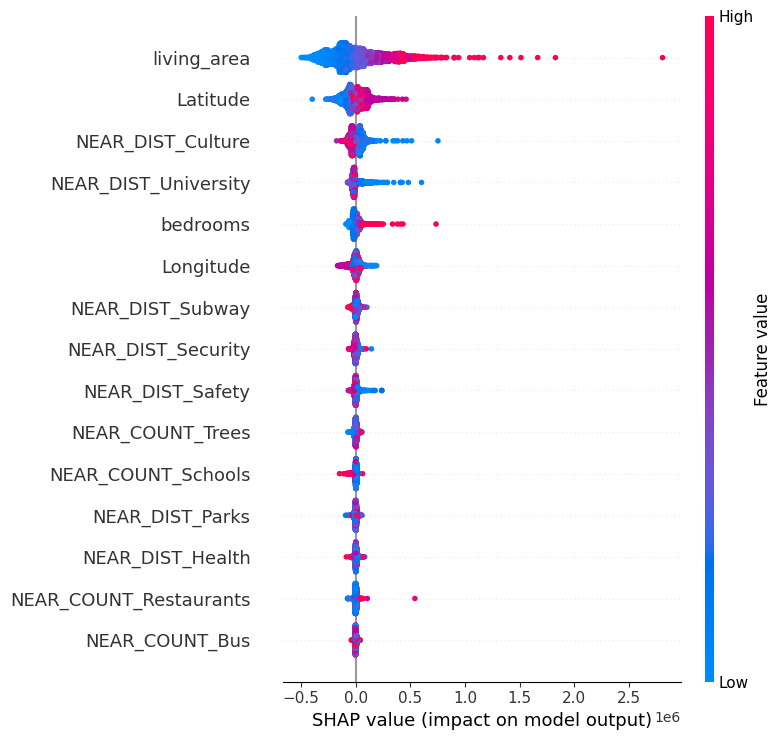 High
living_area
Latitude
NEAR_DIST_Culture
NEAR_DIST_University
bedrooms
Longitude
NEAR_DIST_Subway
NEAR_DIST_Security
NEAR_DIST_Safety
NEAR_COUNT_Trees
NEAR_COUNT_Schools
NEAR_DIST_Parks
NEAR_DIST_Health
NEAR_COUNT_Restaurants
NEAR_COUNT_Bus
Feature value
Low
−0.5 0.0 0.5 1.0 1.5 2.0 2.5
SHAP value (impact on model output) 1e6